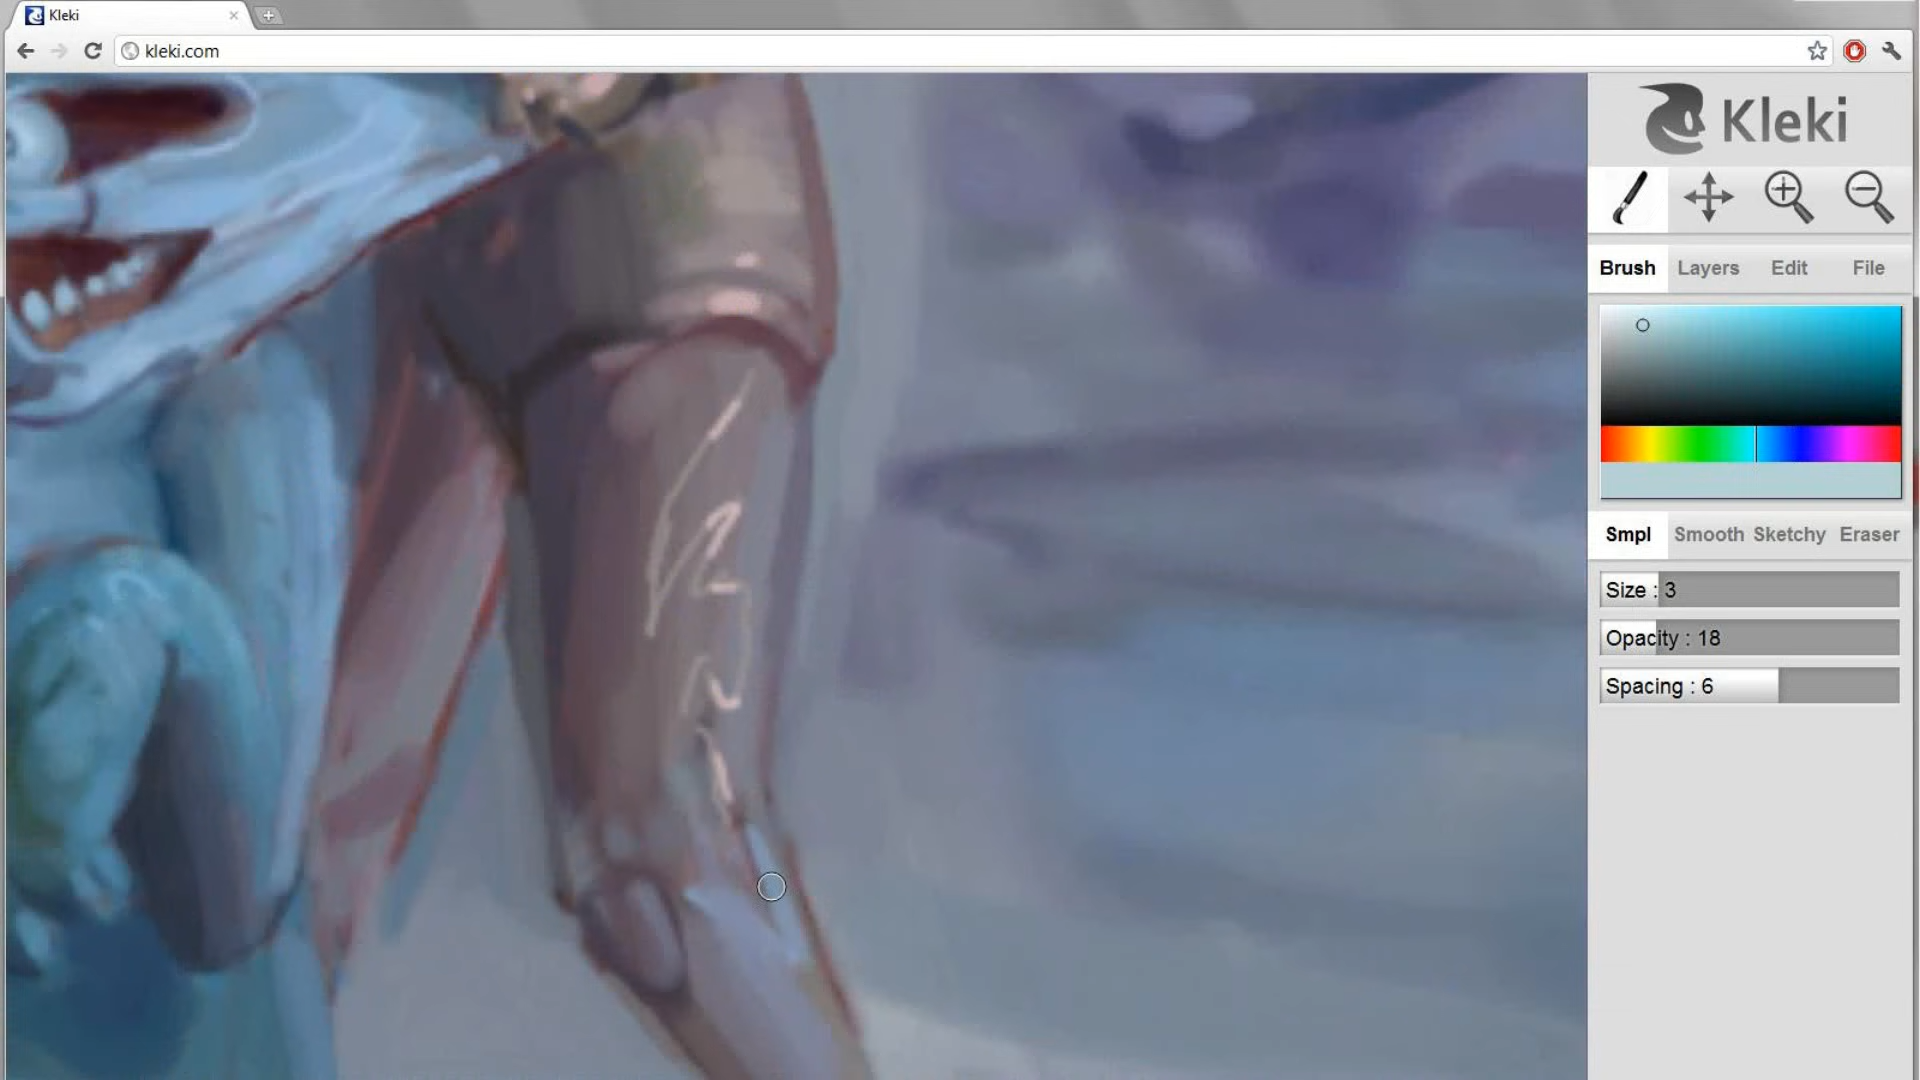 Kleki
kleki.com
Kleki
Brush Layers Edit File
Smpl Smooth Sketchy Eraser
Size : 3
Opacity : 18
Spacing : 6